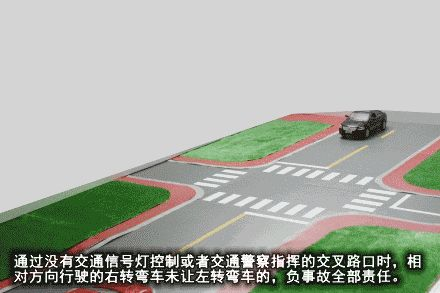 通过没有交通信号灯控制或者交通警察指挥的交叉路口时，相
对方向行驶的右转弯车未让左转弯车的，负事故全部责任。